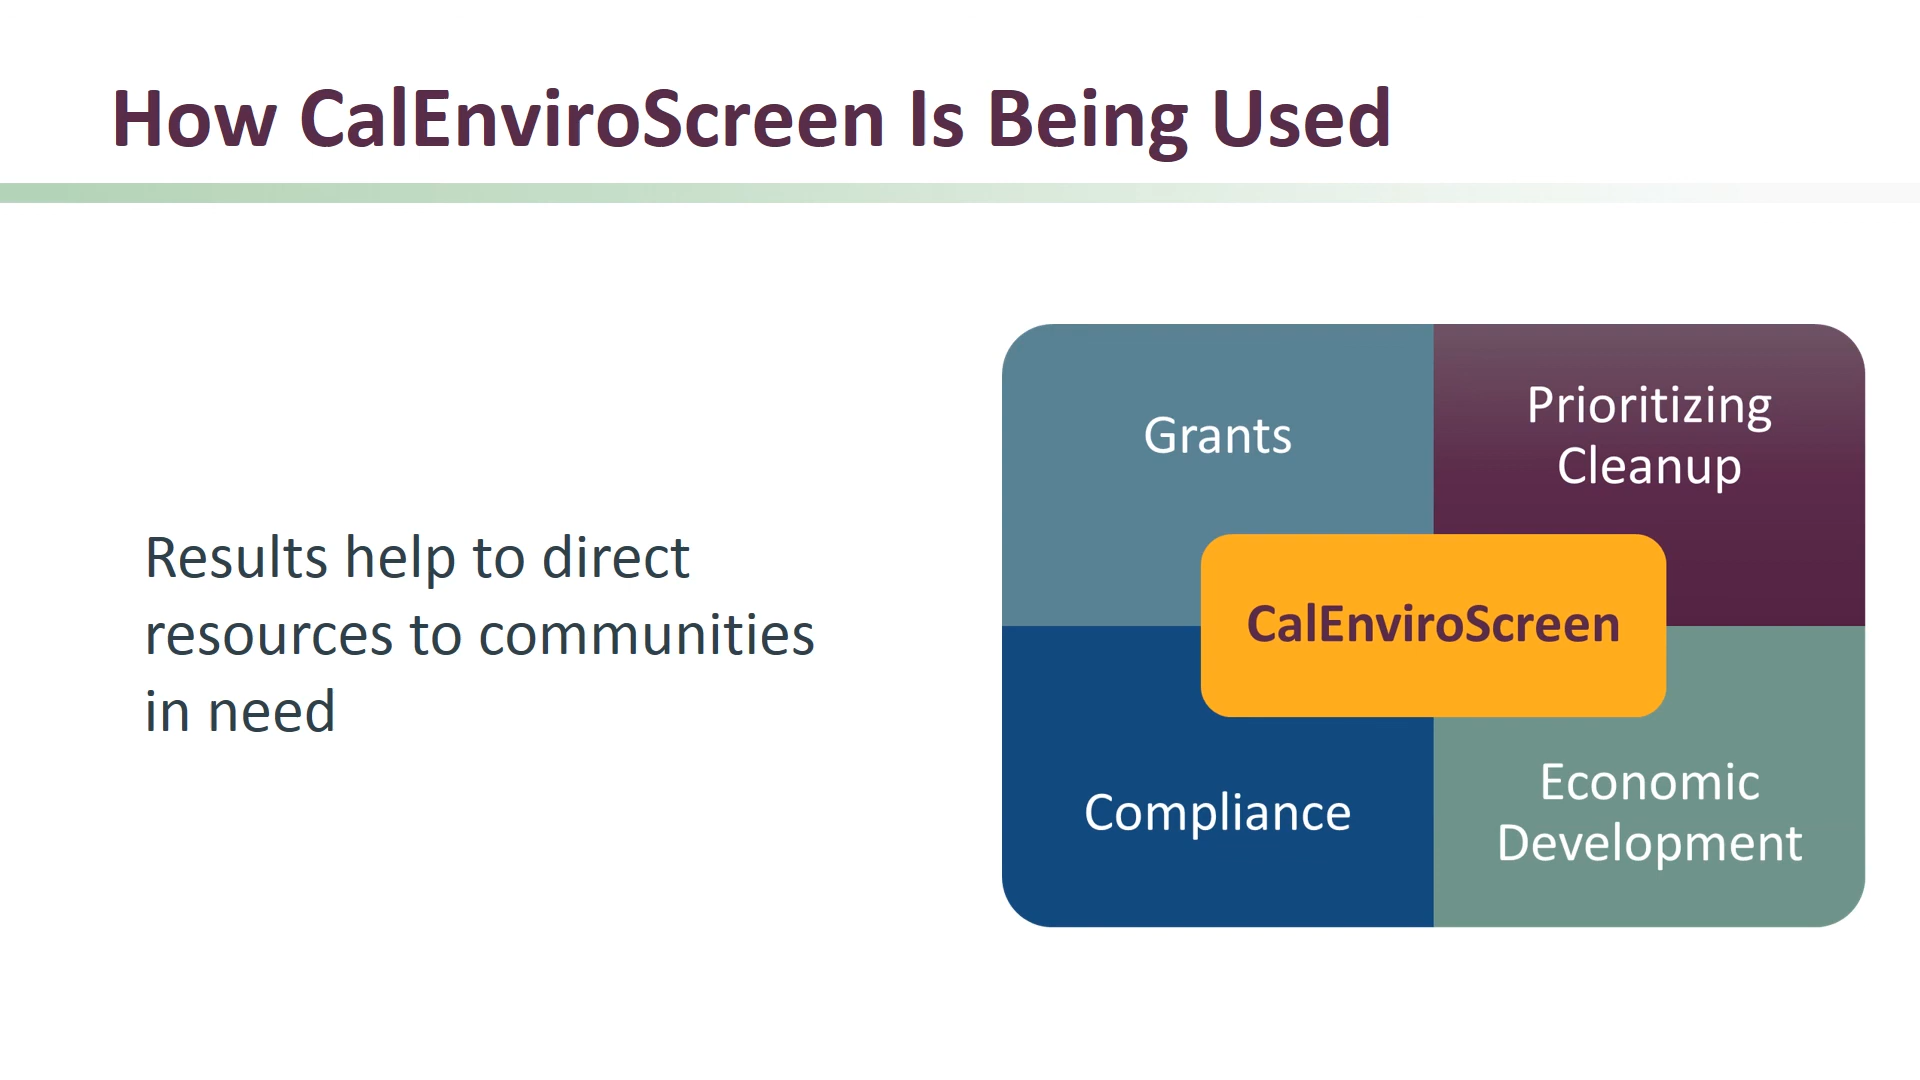 How CalEnviroScreen Is Being Used
Results help to direct
resources to communities
in need
Grants
Prioritizing
Cleanup
CalEnviroScreen
Compliance
Economic
Development